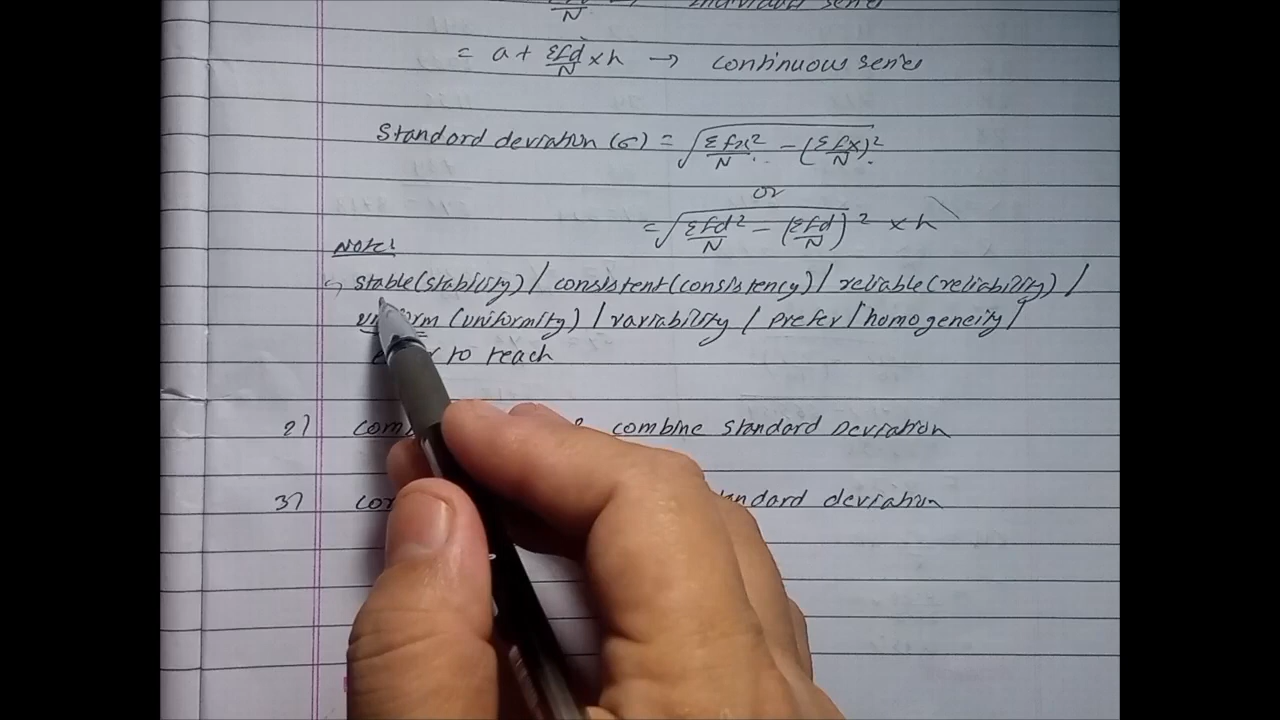 = a + Σfd/N × h → continuous series
Standard deviation (σ) = √Σfx²/N - (Σfx/N)²
or
= √Σfd²/N - (Σfd/N)² × h
Note:
↳ stable(stability) / consistent(consistency) / reliable(reliability) /
uniform (uniformity) / variability / prefer / homogeneity /
to reach
2) combine standard Deviation
3) standard deviation